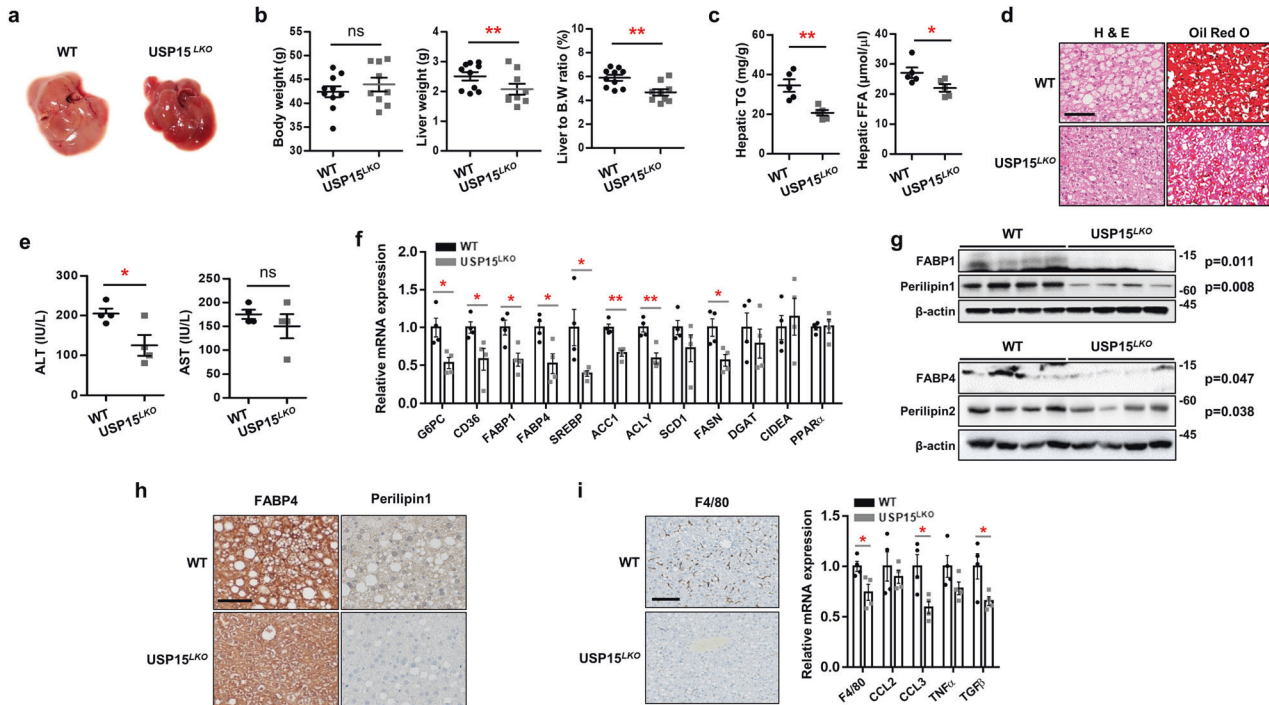 a
WT
USP15LKO
b
Body weight (g)
45
40
35
30
ns
WT
USP15LKO
Liver weight (g)
4
3
2
1
0
**
WT
USP15LKO
Liver to B.W ratio (%)
10
8
6
4
2
0
**
WT
USP15LKO
c
Hepatic TG (mg/g)
60
40
20
0
**
WT
USP15LKO
Hepatic FFA (μmol/μl)
40
30
20
10
0
*
WT
USP15LKO
d
H & E
Oil Red O
WT
USP15LKO
e
ALT (IU/L)
300
200
100
*
WT
USP15LKO
AST (IU/L)
250
200
150
100
50
0
ns
WT
USP15LKO
f
Relative mRNA expression
2.0
1.5
1.0
0.5
0.0
WT
USP15LKO
* * * * * ** ** *
G6PC
CD36
FABP1
FABP4
SREBP
ACC1
ACLY
SCD1
FASN
DGAT
CIDEA
PPARα
g
WT USP15LKO
FABP1 -15 p=0.011
Perilipin1 -60 p=0.008
β-actin -45
WT USP15LKO
FABP4 -15 p=0.047
Perilipin2 -60 p=0.038
β-actin -45
h
FABP4
Perilipin1
WT
USP15LKO
i
F4/80
WT
USP15LKO
Relative mRNA expression
1.5
1.0
0.5
0.0
WT
USP15LKO
* * *
F4/80
CCL2
CCL3
TNFα
TGFβ